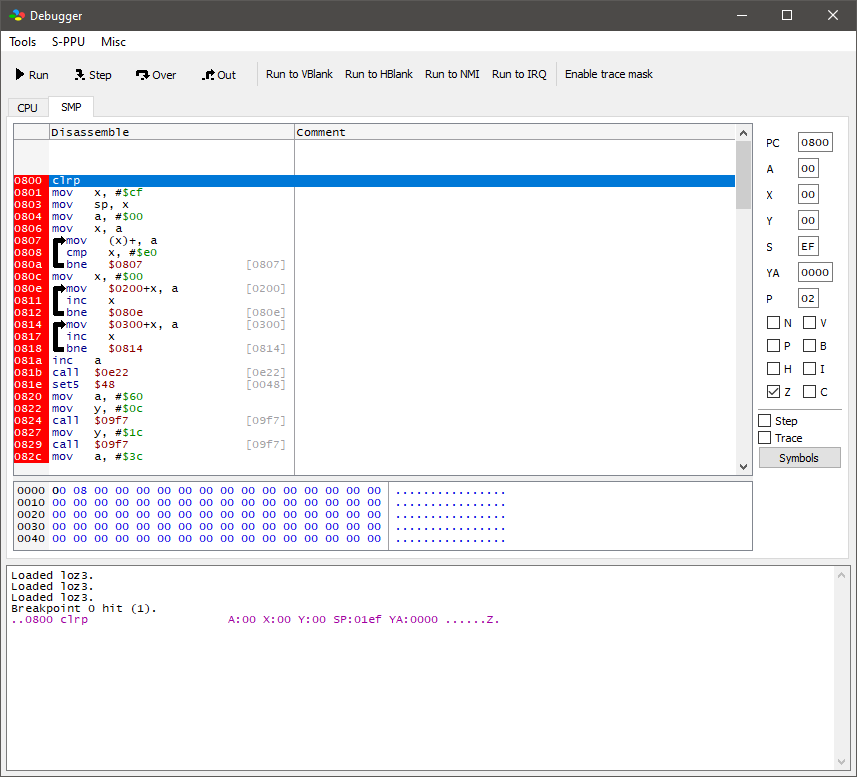 Debugger
Tools S-PPU Misc
Run Step Over Out Run to VBlank Run to HBlank Run to NMI Run to IRQ Enable trace mask
CPU SMP
Disassemble Comment
0800 clrp
0801 mov x, #$cf
0803 mov sp, x
0804 mov a, #$00
0806 mov x, a
0807 mov (x)+, a
0808 cmp x, #$e0
080a bne $0807 [0807]
080c mov x, #$00
080e mov $0200+x, a [0200]
0811 inc x
0812 bne $080e [080e]
0814 mov $0300+x, a [0300]
0817 inc x
0818 bne $0814 [0814]
081a inc a
081b call $0e22 [0e22]
081e set5 $48 [0048]
0820 mov a, #$60
0822 mov y, #$0c
0824 call $09f7 [09f7]
0827 mov y, #$1c
0829 call $09f7 [09f7]
082c mov a, #$3c
PC 0800
A 00
X 00
Y 00
S EF
YA 0000
P 02
N V
P B
H I
Z C
Step
Trace
Symbols
0000 00 08 00 00 00 00 00 00 00 00 00 00 00 00 00 00 ................
0010 00 00 00 00 00 00 00 00 00 00 00 00 00 00 00 00 ................
0020 00 00 00 00 00 00 00 00 00 00 00 00 00 00 00 00 ................
0030 00 00 00 00 00 00 00 00 00 00 00 00 00 00 00 00 ................
0040 00 00 00 00 00 00 00 00 00 00 00 00 00 00 00 00 ................
Loaded loz3.
Loaded loz3.
Loaded loz3.
Breakpoint 0 hit (1).
..0800 clrp A:00 X:00 Y:00 SP:01ef YA:0000 ......Z.